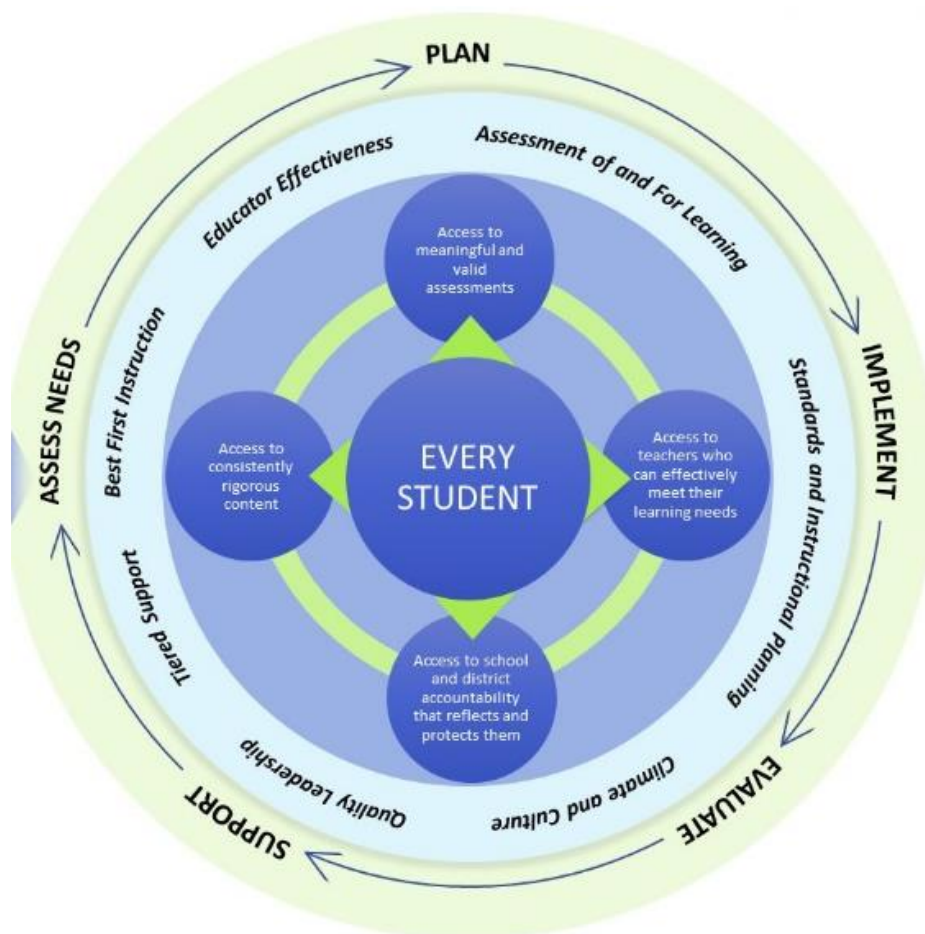 PLAN
IMPLEMENT
EVALUATE
SUPPORT
ASSESS NEEDS
Educator Effectiveness
Assessment of and For Learning
Standards and Instructional Planning
Climate and Culture
Quality Leadership
Tiered Support
Best First Instruction
Access to
meaningful and
valid
assessments
Access to
consistently
rigorous
content
EVERY
STUDENT
Access to
teachers who
can effectively
meet their
learning needs
Access to school
and district
accountability
that reflects and
protects them